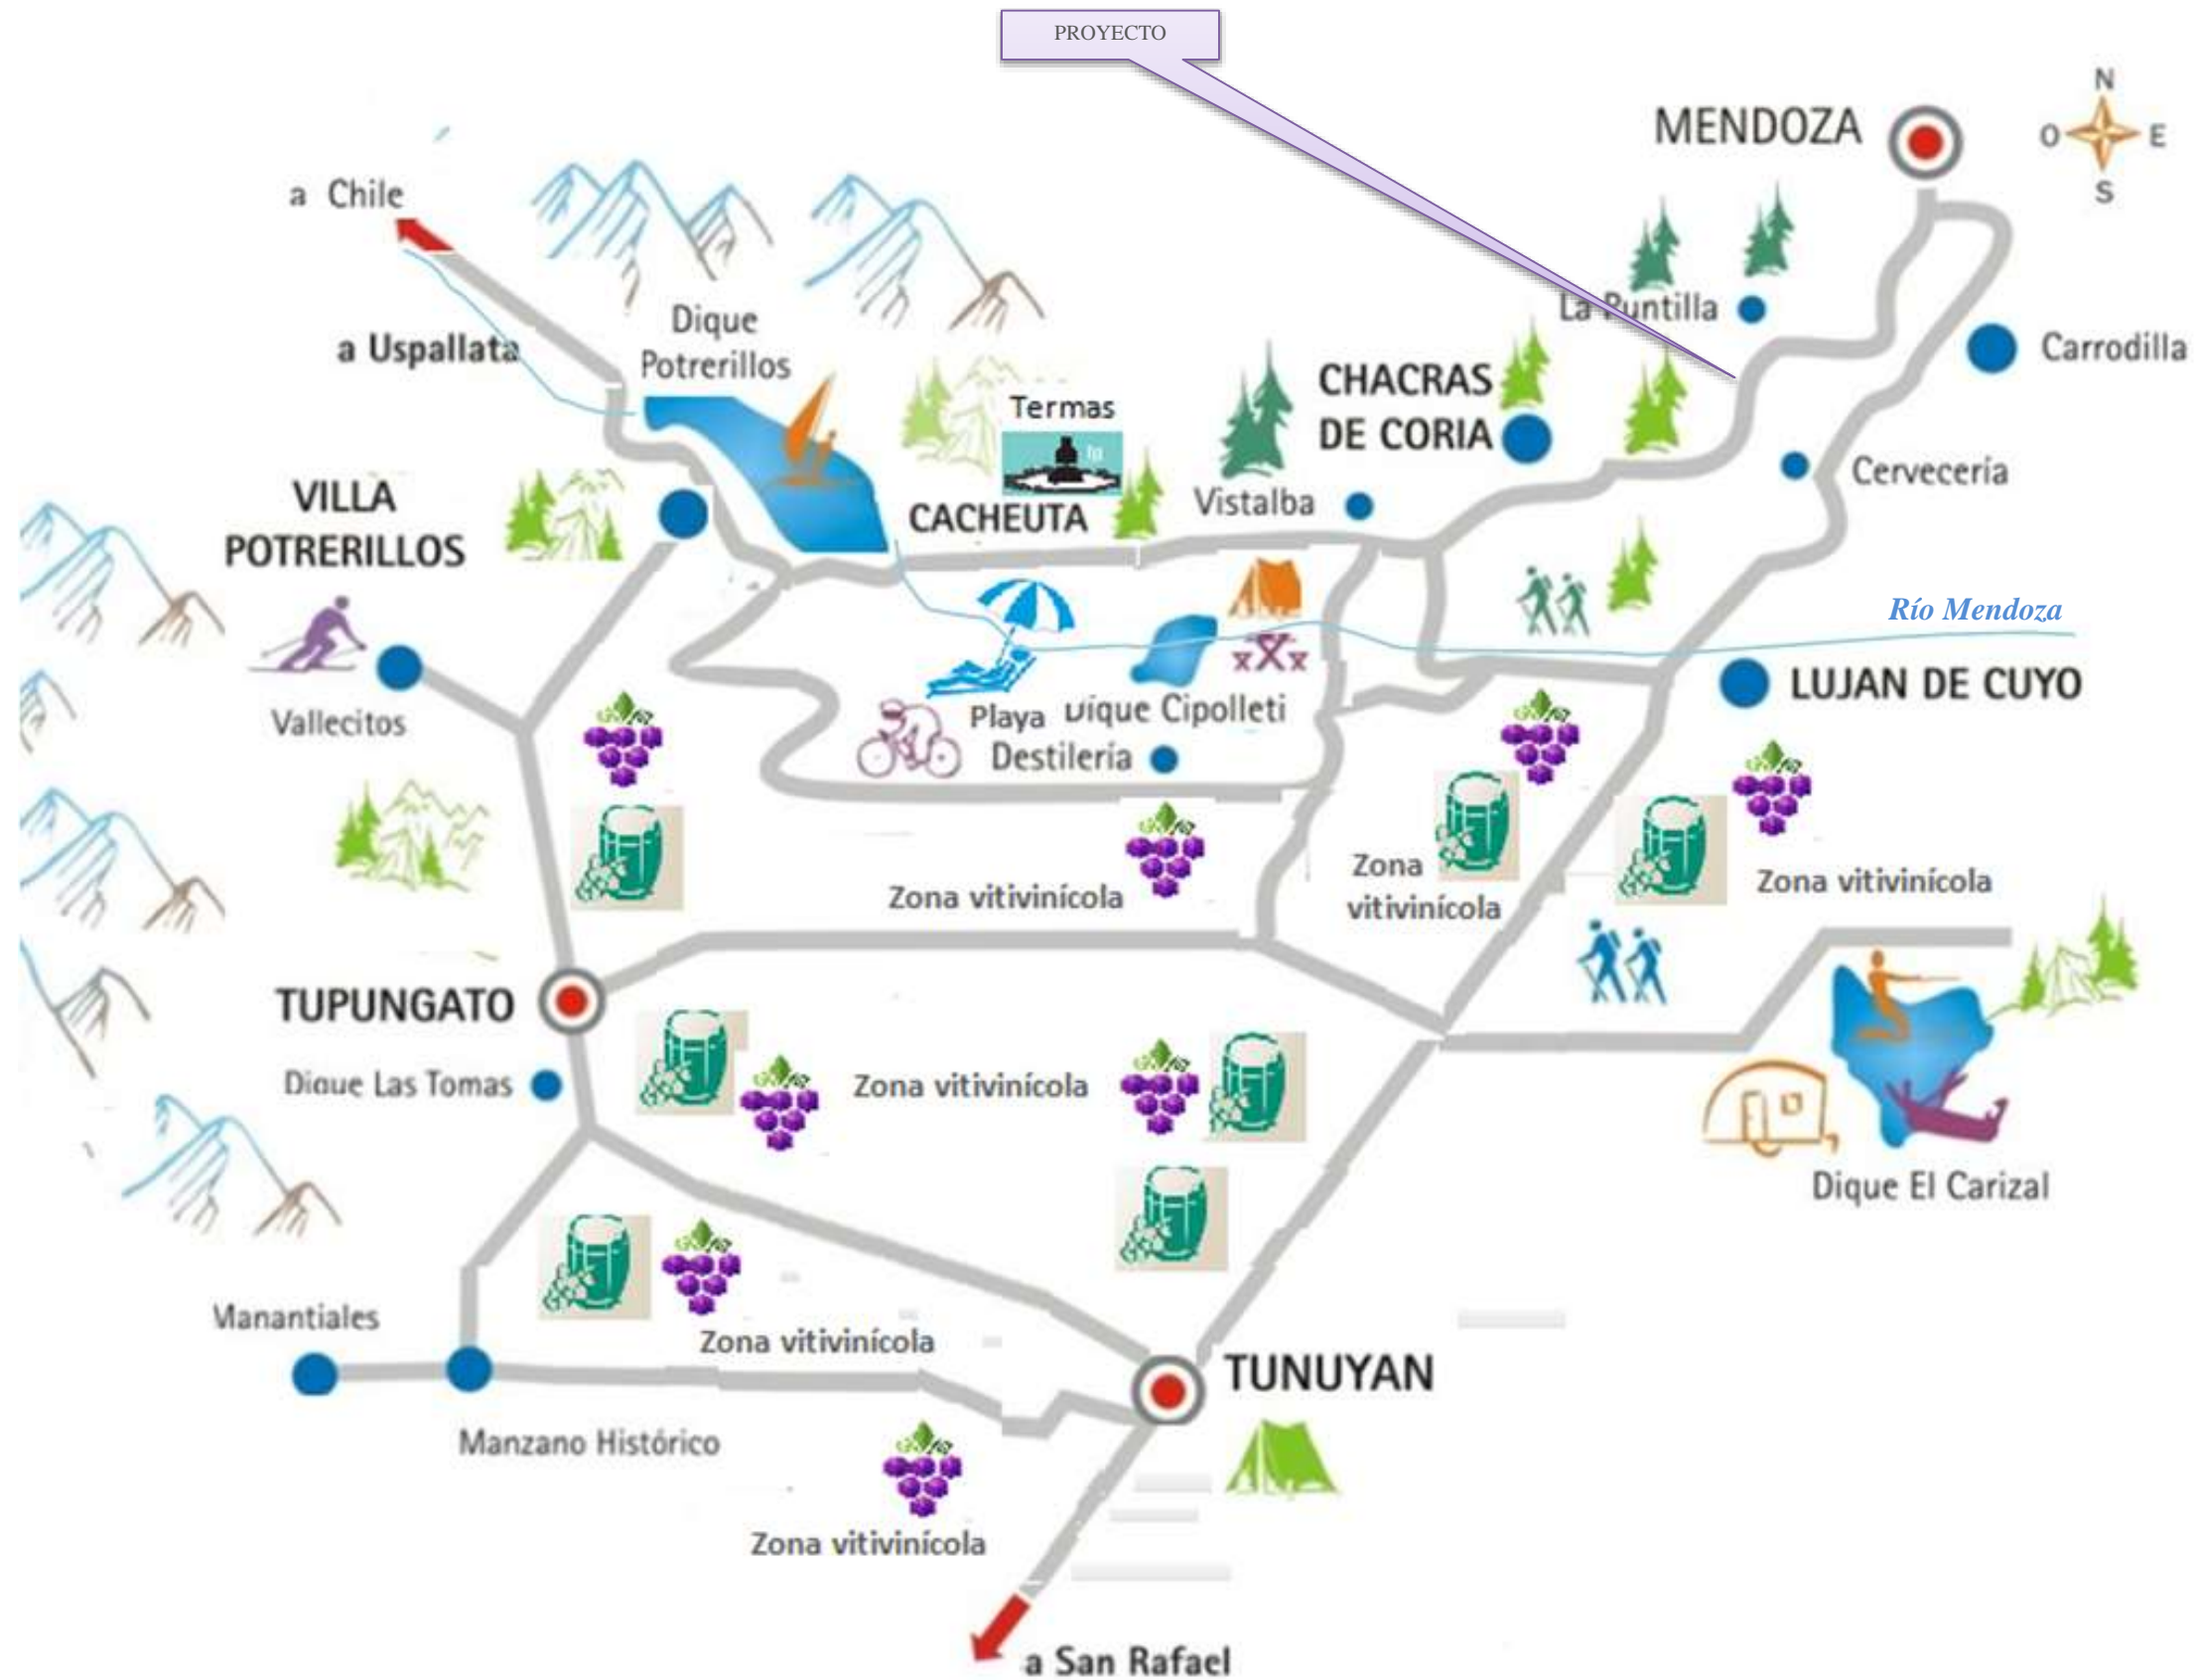 PROYECTO
MENDOZA
N
O
E
S
a Chile
a Uspallata
Dique
Potrerillos
La Puntilla
Carrodilla
Termas
CHACRAS
DE CORIA
Cervecería
VILLA
POTRERILLOS
CACHEUTA
Vistalba
Río Mendoza
LUJAN DE CUYO
Vallecitos
Playa
Dique Cipolleti
Destilería
Zona vitivinícola
Zona
vitivinícola
Zona vitivinícola
TUPUNGATO
Dique Las Tomas
Zona vitivinícola
Dique El Carizal
Manantiales
Zona vitivinícola
TUNUYAN
Manzano Histórico
Zona vitivinícola
a San Rafael